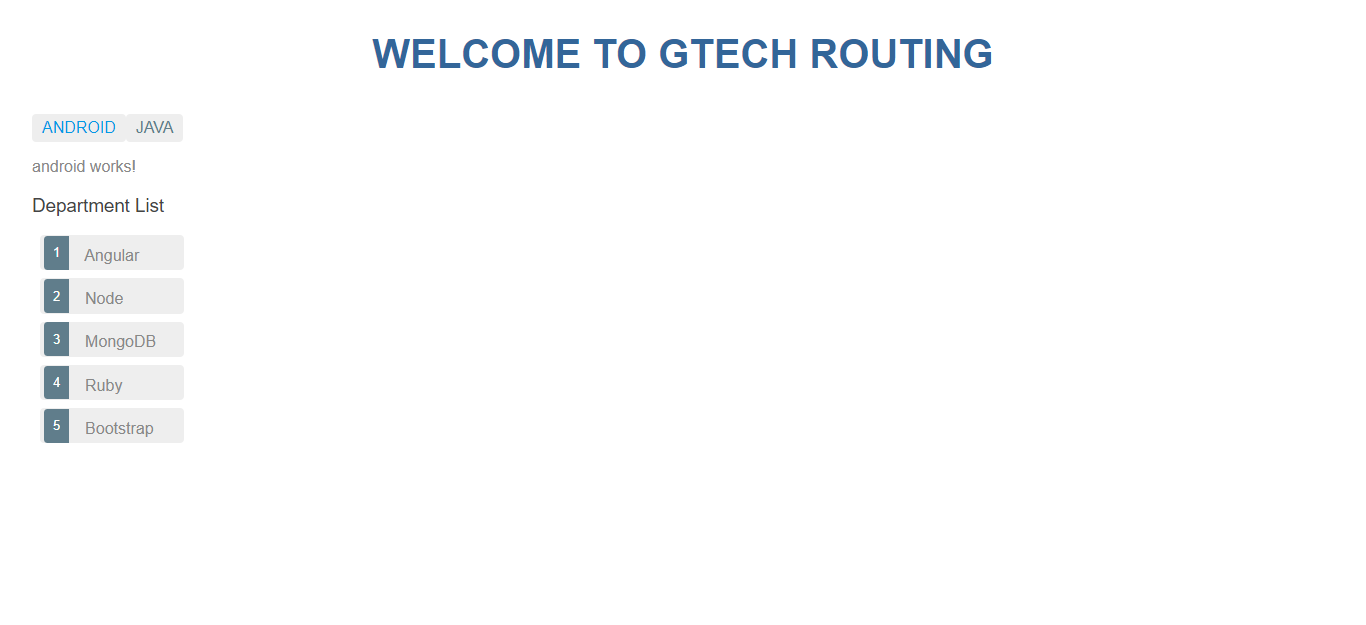 WELCOME TO GTECH ROUTING
ANDROID JAVA
android works!
Department List
1 Angular
2 Node
3 MongoDB
4 Ruby
5 Bootstrap